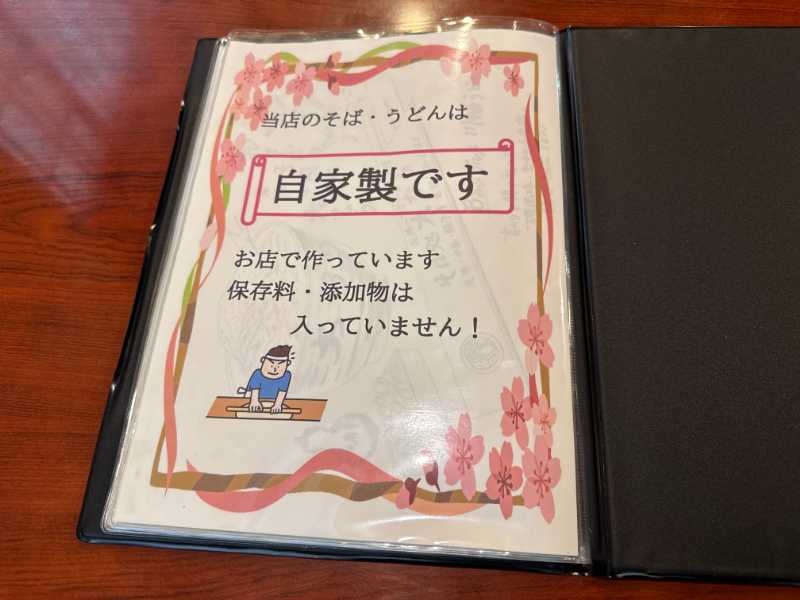 当店のそば・うどんは
自家製です
お店で作っています
保存料・添加物は
入っていません！